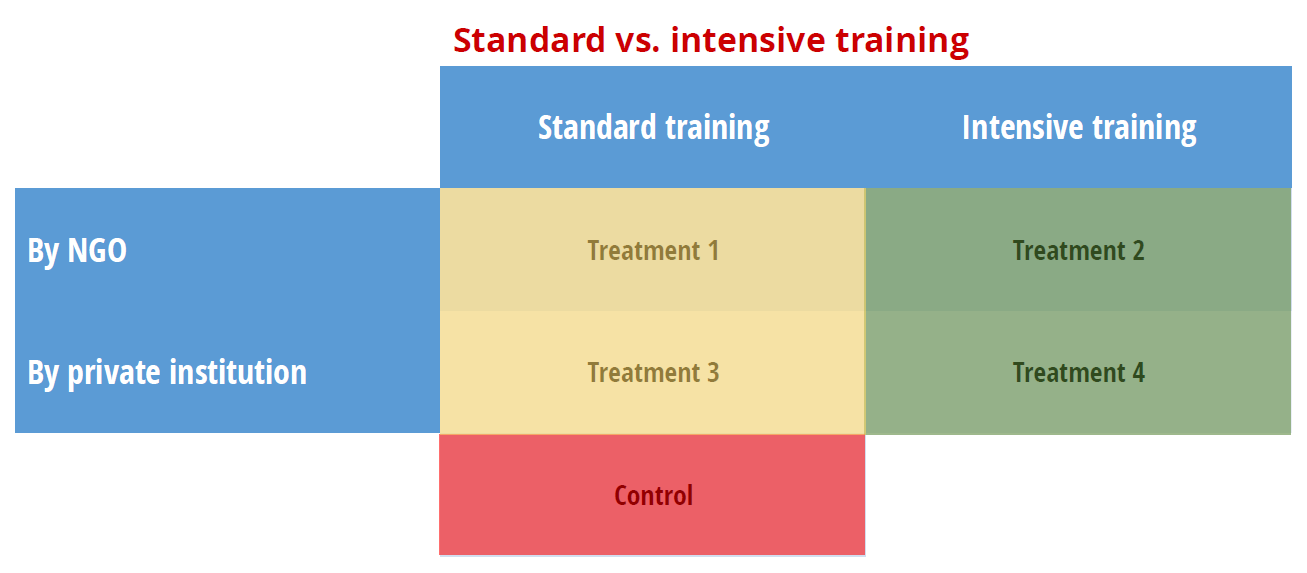 Standard vs. intensive training
Standard training Intensive training
By NGO Treatment 1 Treatment 2
By private institution Treatment 3 Treatment 4
Control